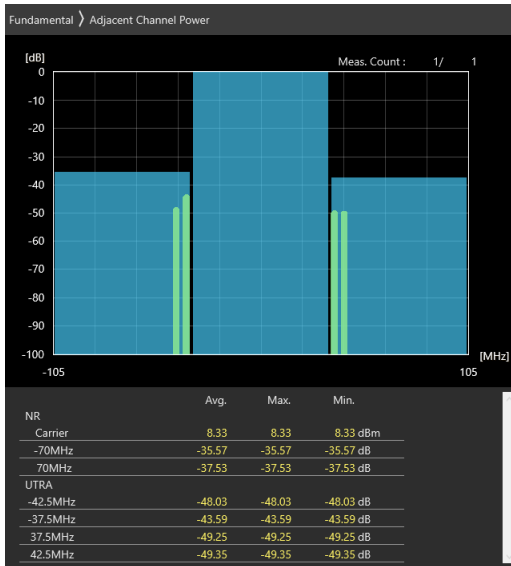 Fundamental 〉 Adjacent Channel Power
[dB]
Meas. Count : 1/ 1
0
-10
-20
-30
-40
-50
-60
-70
-80
-90
-100
[MHz]
-105 105
Avg. Max. Min.
NR
Carrier 8.33 8.33 8.33 dBm
-70MHz -35.57 -35.57 -35.57 dB
70MHz -37.53 -37.53 -37.53 dB
UTRA
-42.5MHz -48.03 -48.03 -48.03 dB
-37.5MHz -43.59 -43.59 -43.59 dB
37.5MHz -49.25 -49.25 -49.25 dB
42.5MHz -49.35 -49.35 -49.35 dB